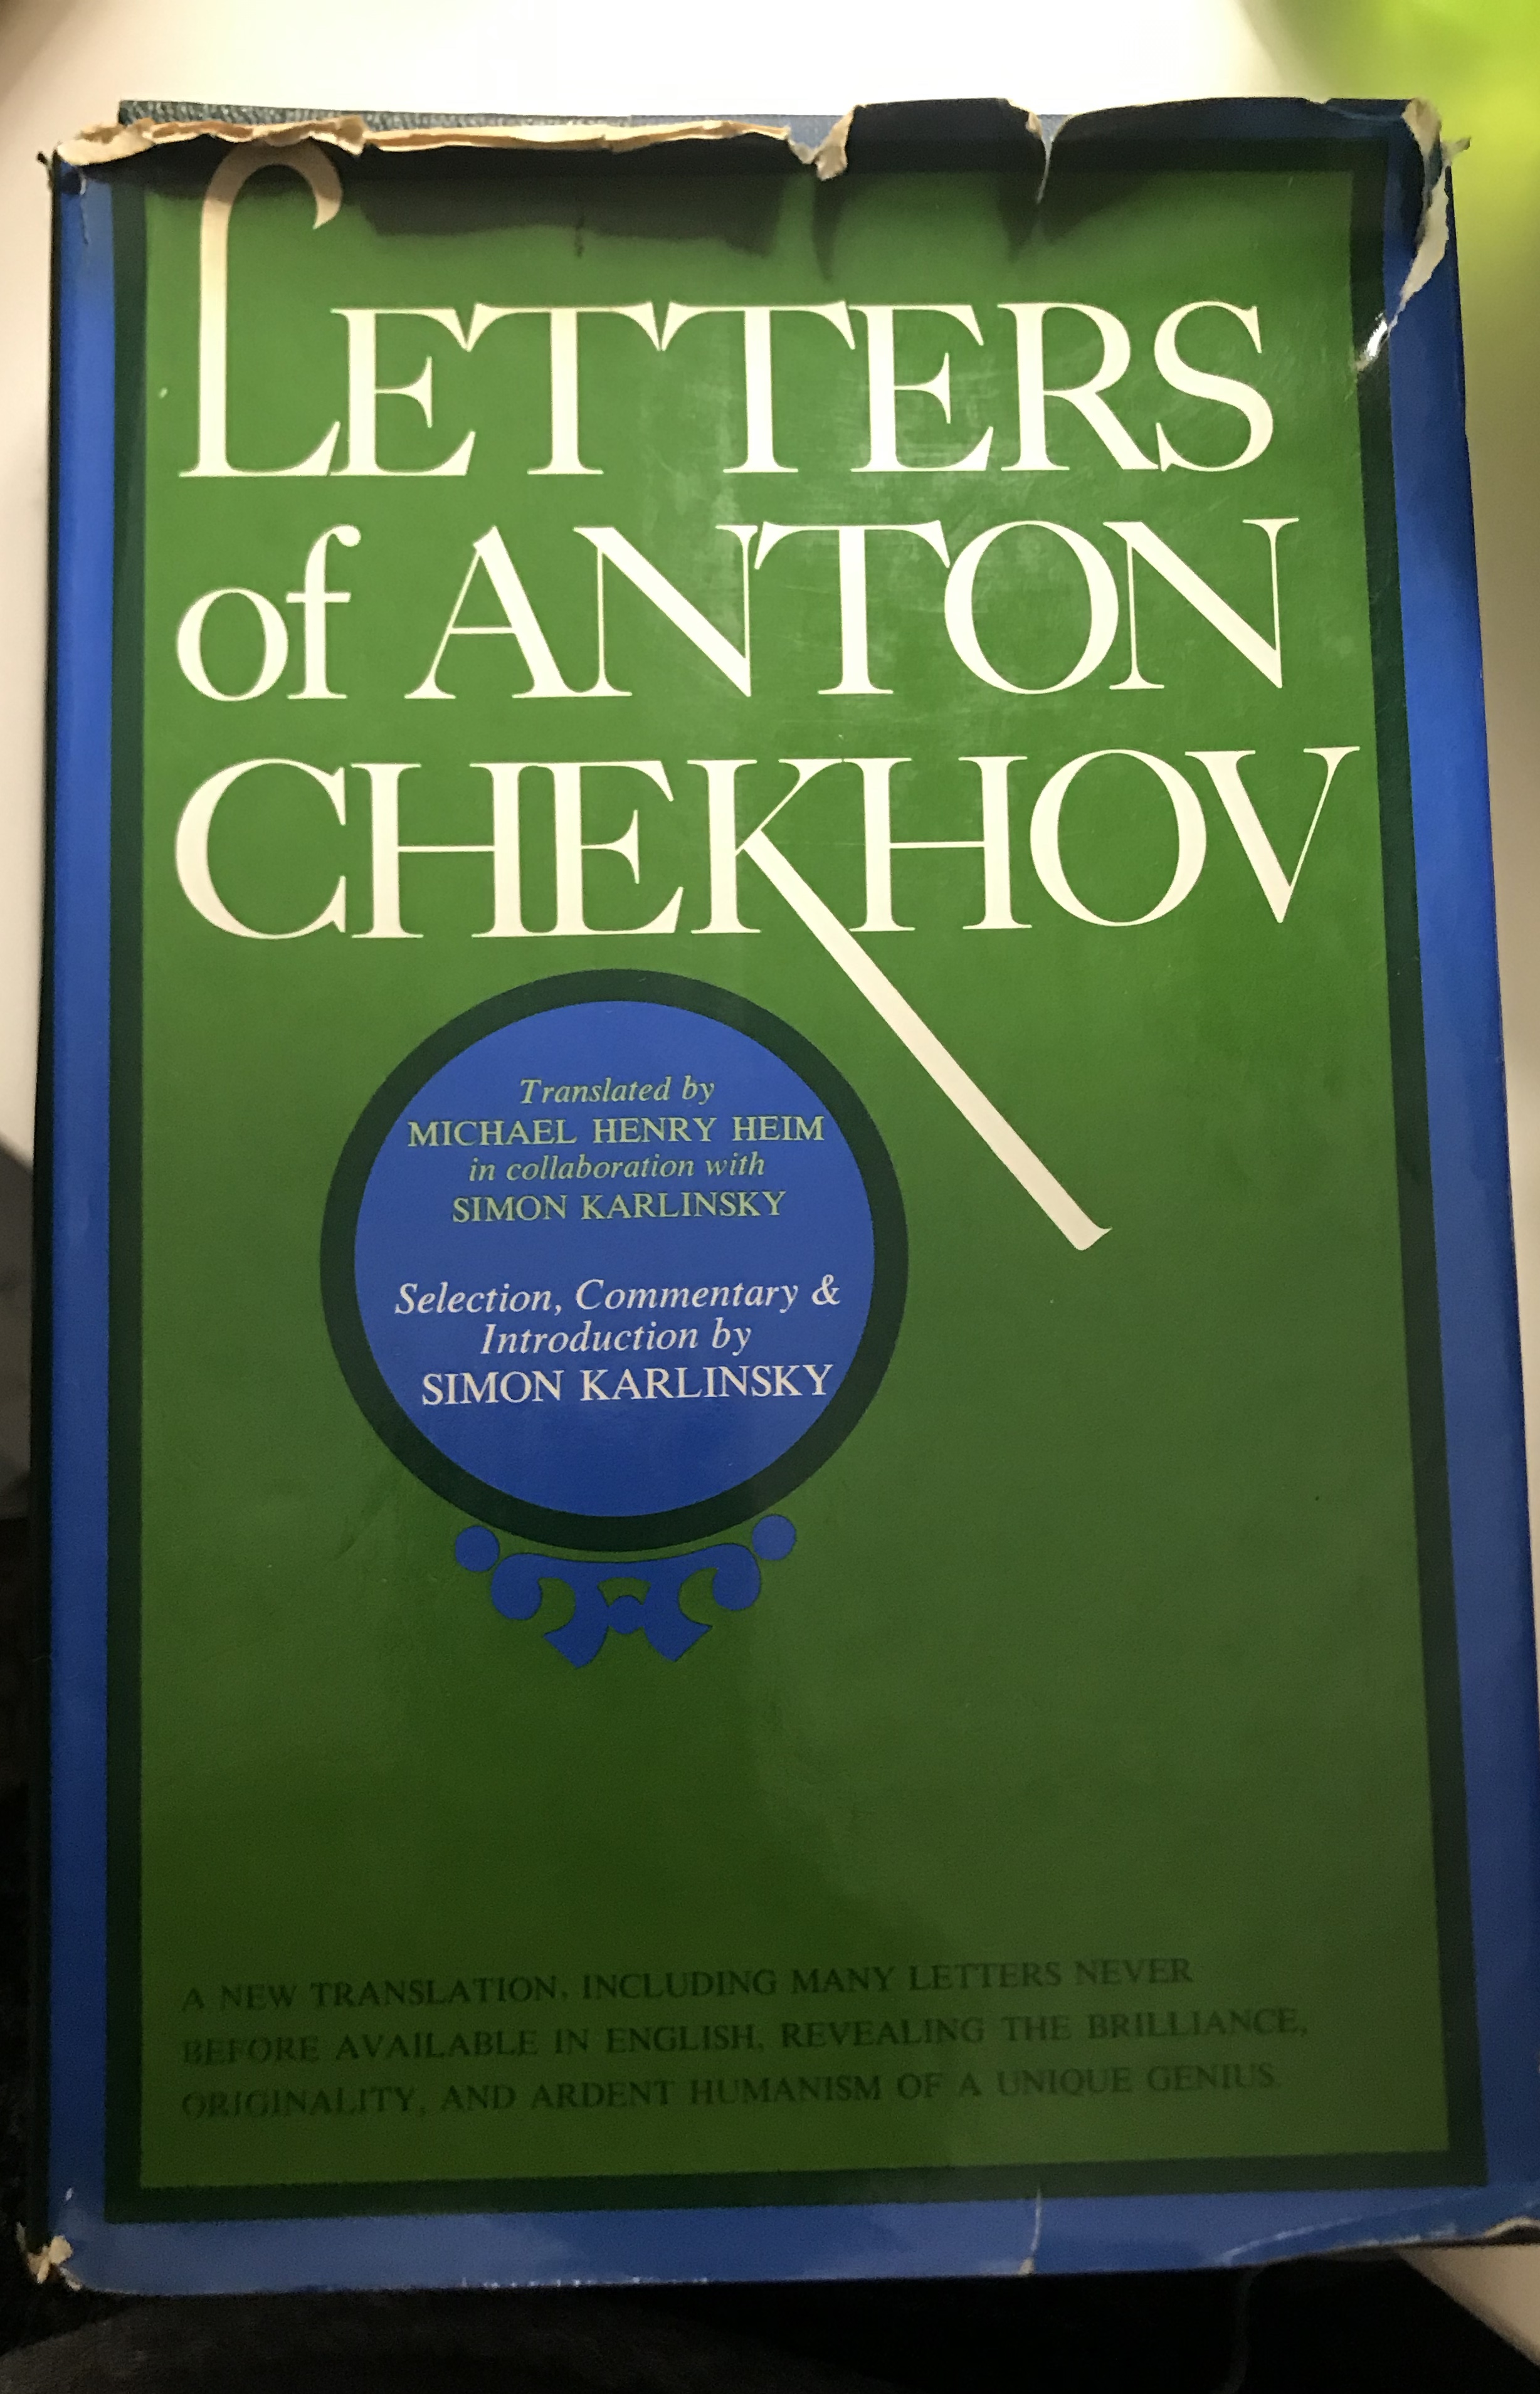 LETTERS
of ANTON
CHEKHOV
Translated by
MICHAEL HENRY HEIM
in collaboration with
SIMON KARLINSKY
Selection, Commentary &
Introduction by
SIMON KARLINSKY
A NEW TRANSLATION, INCLUDING MANY LETTERS NEVER
BEFORE AVAILABLE IN ENGLISH, REVEALING THE BRILLIANCE,
ORIGINALITY, AND ARDENT HUMANISM OF A UNIQUE GENIUS.